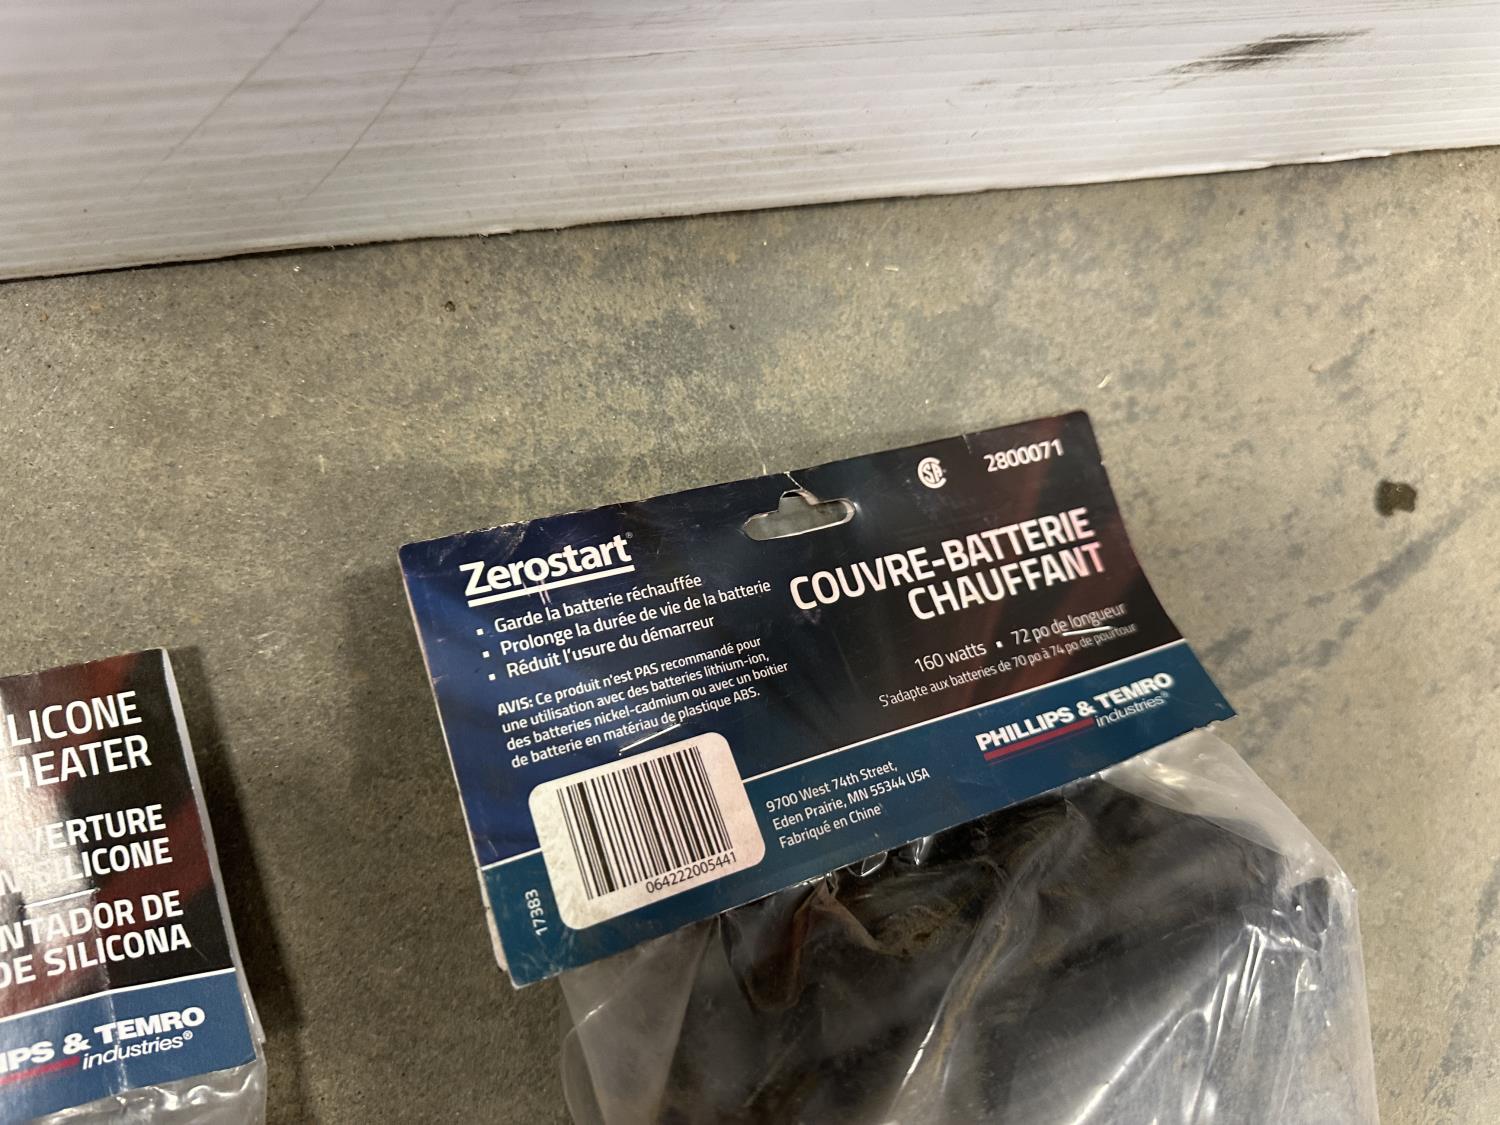 Zerostart®
▪ Garde la batterie réchauffée
▪ Prolonge la durée de vie de la batterie
▪ Réduit l'usure du démarreur
AVIS: Ce produit n'est PAS recommandé pour
une utilisation avec des batteries lithium-ion,
des batteries nickel-cadmium ou avec un boitier
de batterie en matériau de plastique ABS.
2800071
COUVRE-BATTERIE
CHAUFFANT
160 watts ▪ 72 po de longueur
S'adapte aux batteries de 70 po à 74 po de pourtour
PHILLIPS & TEMRO
industries®
9700 West 74th Street,
Eden Prairie, MN 55344 USA
Fabriqué en Chine
064222005441
17383
LICONE
HEATER
VERTURE
LICONE
NTADOR DE
DE SILICONA
IPS & TEMRO
industries®